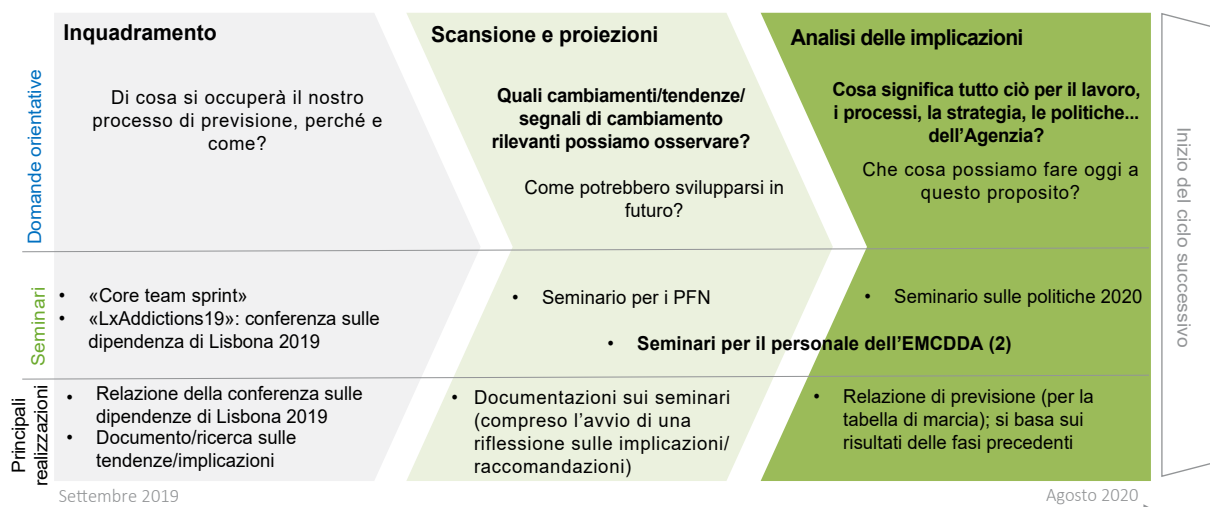 Inquadramento
Scansione e proiezioni
Analisi delle implicazioni
Domande orientative
Di cosa si occuperà il nostro
processo di previsione, perché e
come?
Quali cambiamenti/tendenze/
segnali di cambiamento
rilevanti possiamo osservare?
Come potrebbero svilupparsi in
futuro?
Cosa significa tutto ciò per il lavoro,
i processi, la strategia, le politiche...
dell’Agenzia?
Che cosa possiamo fare oggi a
questo proposito?
Inizio del ciclo successivo
Seminari
• «Core team sprint»
• «LxAddictions19»: conferenza sulle
dipendenza di Lisbona 2019
• Seminario per i PFN
• Seminario sulle politiche 2020
• Seminari per il personale dell’EMCDDA (2)
Principali
realizzazioni
• Relazione della conferenza sulle
dipendenze di Lisbona 2019
• Documento/ricerca sulle
tendenze/implicazioni
• Documentazioni sui seminari
(compreso l’avvio di una
riflessione sulle implicazioni/
raccomandazioni)
• Relazione di previsione (per la
tabella di marcia); si basa sui
risultati delle fasi precedenti
Settembre 2019
Agosto 2020